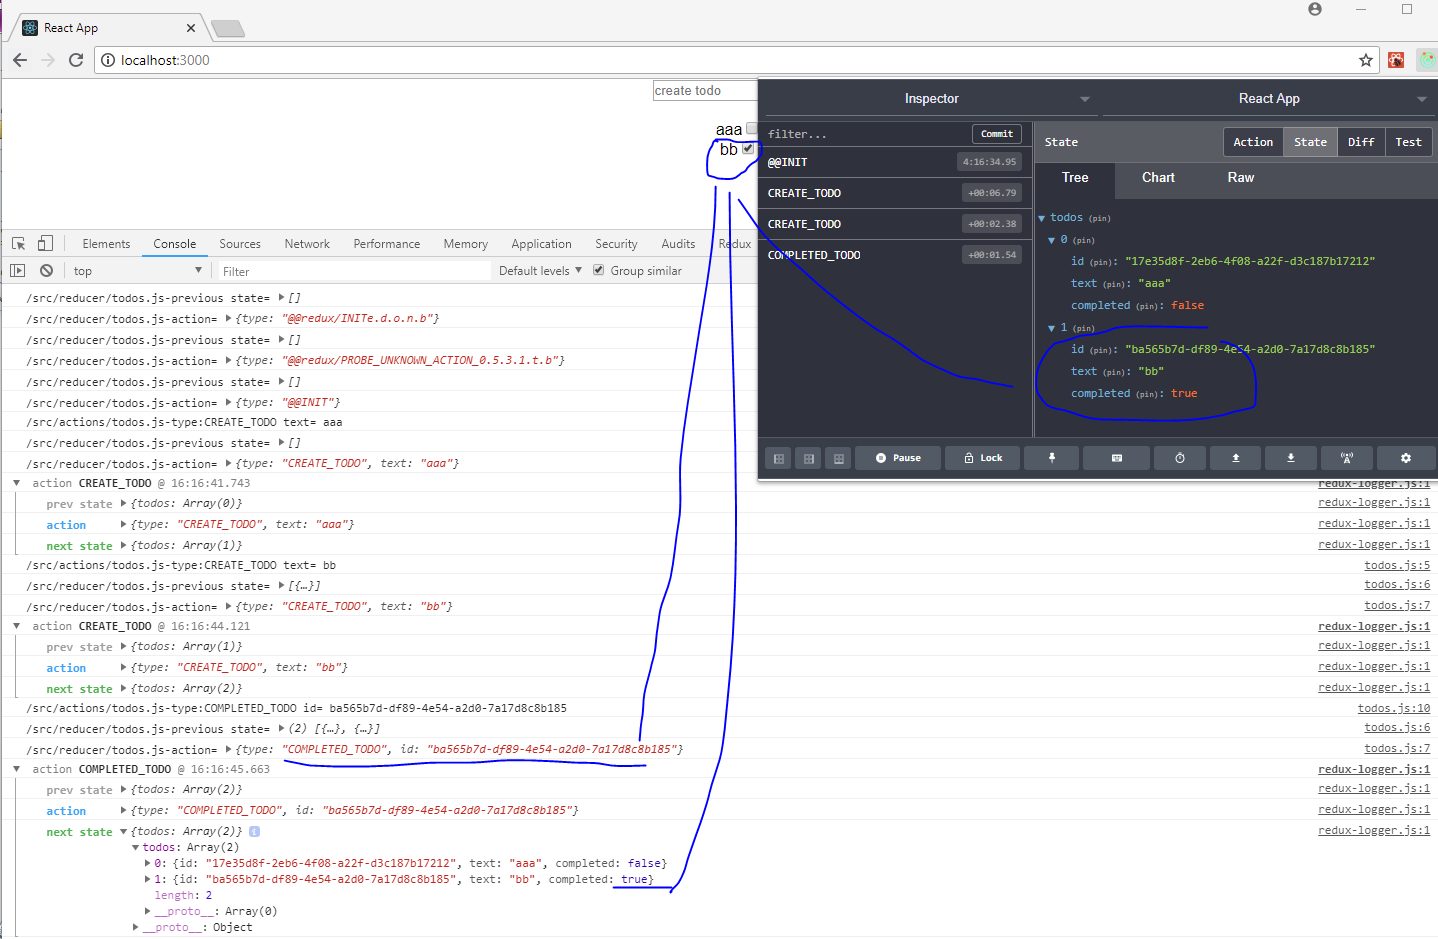 React App
localhost:3000
create todo
aaa
bb
Inspector
React App
filter...
Commit
@@INIT
4:16:34.95
CREATE_TODO
+00:06.79
CREATE_TODO
+00:02.38
COMPLETED_TODO
+00:01.54
State
Action
State
Diff
Test
Tree
Chart
Raw
todos (pin)
0 (pin)
id (pin): "17e35d8f-2eb6-4f08-a22f-d3c187b17212"
text (pin): "aaa"
completed (pin): false
1 (pin)
id (pin): "ba565b7d-df89-4e54-a2d0-7a17d8c8b185"
text (pin): "bb"
completed (pin): true
Pause
Lock
Elements Console Sources Network Performance Memory Application Security Audits Redux
top
Filter
Default levels
Group similar
/src/reducer/todos.js-previous state= []
/src/reducer/todos.js-action= {type: "@@redux/INITe.d.o.n.b"}
/src/reducer/todos.js-previous state= []
/src/reducer/todos.js-action= {type: "@@redux/PROBE_UNKNOWN_ACTION_0.5.3.1.t.b"}
/src/reducer/todos.js-previous state= []
/src/reducer/todos.js-action= {type: "@@INIT"}
/src/actions/todos.js-type:CREATE_TODO text= aaa
/src/reducer/todos.js-previous state= []
/src/reducer/todos.js-action= {type: "CREATE_TODO", text: "aaa"}
action CREATE_TODO @ 16:16:41.743 redux-logger.js:1
prev state {todos: Array(0)} redux-logger.js:1
action {type: "CREATE_TODO", text: "aaa"} redux-logger.js:1
next state {todos: Array(1)} redux-logger.js:1
/src/actions/todos.js-type:CREATE_TODO text= bb todos.js:5
/src/reducer/todos.js-previous state= [{…}] todos.js:6
/src/reducer/todos.js-action= {type: "CREATE_TODO", text: "bb"} todos.js:7
action CREATE_TODO @ 16:16:44.121 redux-logger.js:1
prev state {todos: Array(1)} redux-logger.js:1
action {type: "CREATE_TODO", text: "bb"} redux-logger.js:1
next state {todos: Array(2)} redux-logger.js:1
/src/actions/todos.js-type:COMPLETED_TODO id= ba565b7d-df89-4e54-a2d0-7a17d8c8b185 todos.js:10
/src/reducer/todos.js-previous state= (2) [{…}, {…}] todos.js:6
/src/reducer/todos.js-action= {type: "COMPLETED_TODO", id: "ba565b7d-df89-4e54-a2d0-7a17d8c8b185"} todos.js:7
action COMPLETED_TODO @ 16:16:45.663 redux-logger.js:1
prev state {todos: Array(2)} redux-logger.js:1
action {type: "COMPLETED_TODO", id: "ba565b7d-df89-4e54-a2d0-7a17d8c8b185"} redux-logger.js:1
next state {todos: Array(2)} redux-logger.js:1
todos: Array(2)
0: {id: "17e35d8f-2eb6-4f08-a22f-d3c187b17212", text: "aaa", completed: false}
1: {id: "ba565b7d-df89-4e54-a2d0-7a17d8c8b185", text: "bb", completed: true}
length: 2
__proto__: Array(0)
__proto__: Object